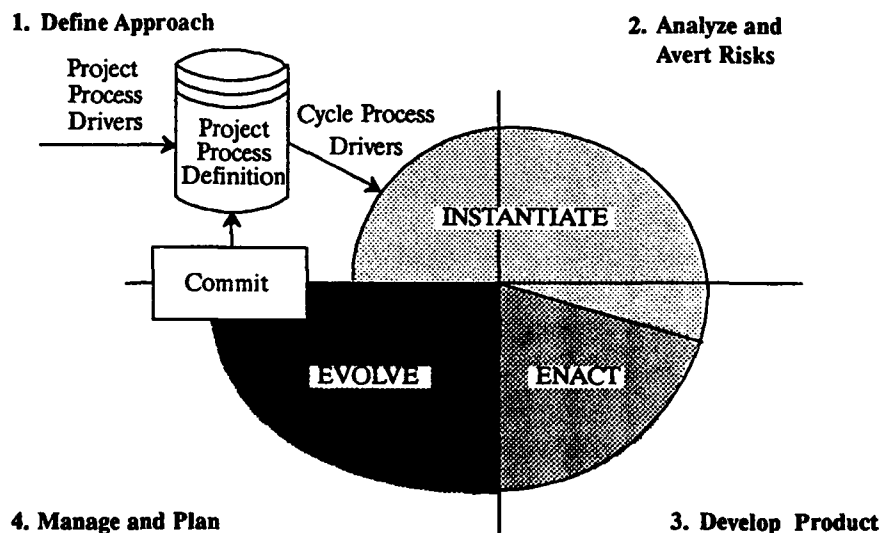 1. Define Approach
2. Analyze and
Avert Risks
Project
Process
Drivers
Project
Process
Definition
Cycle Process
Drivers
INSTANTIATE
Commit
EVOLVE
ENACT
4. Manage and Plan
3. Develop Product